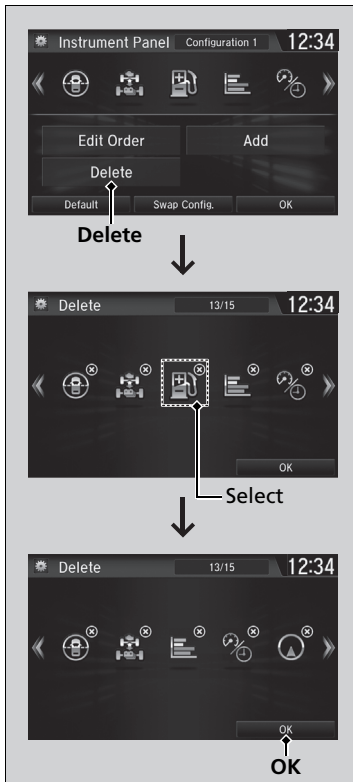 Instrument Panel Configuration 1 12:34
Edit Order Add
Delete
Default Swap Config. OK
Delete
Delete 13/15 12:34
OK
Select
Delete 13/15 12:34
OK
OK